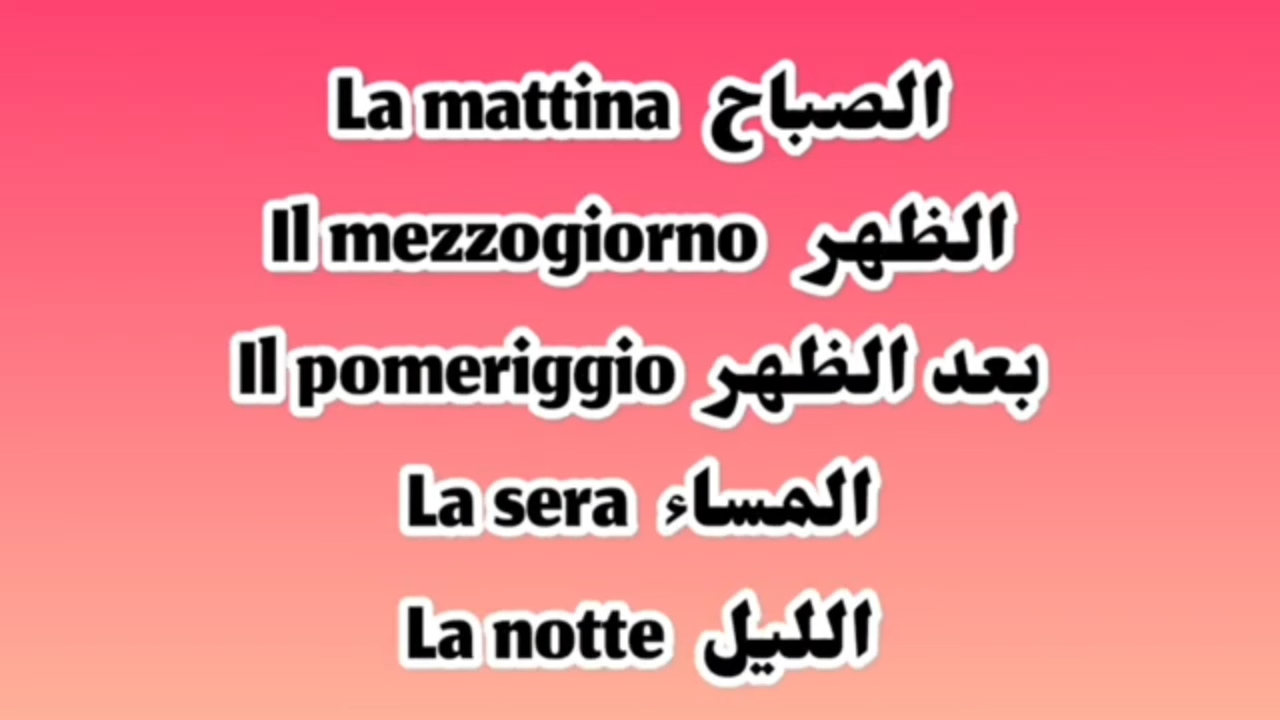 La mattina الصباح
Il mezzogiorno الظهر
Il pomeriggio بعد الظهر
La sera المساء
La notte الليل